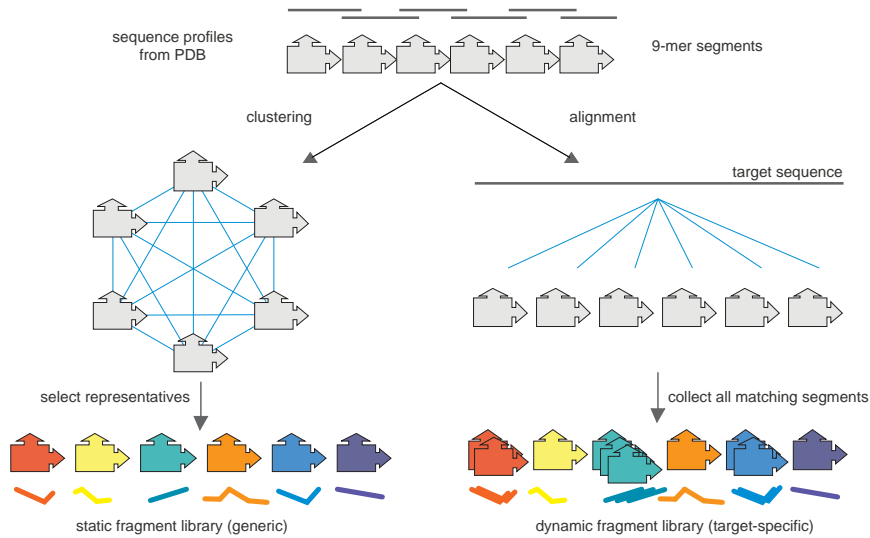 sequence profiles
from PDB
9-mer segments
clustering
alignment
target sequence
select representatives
collect all matching segments
static fragment library (generic)
dynamic fragment library (target-specific)